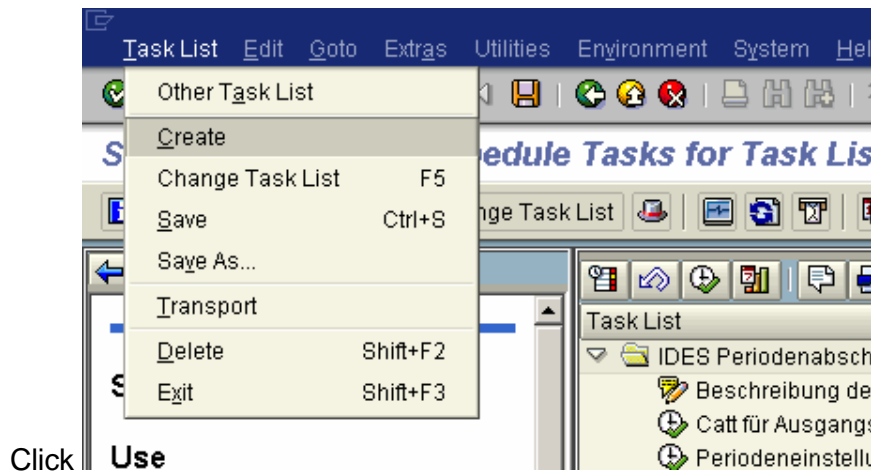 Task List Edit Goto Extras Utilities Environment System
Other Task List
Create
edule Tasks for Task Lis
Change Task List F5
nge Task List
Save Ctrl+S
Save As...
Transport
Task List
Delete Shift+F2
IDES Periodenabsch
Exit Shift+F3
Beschreibung de
Catt für Ausgangs
Click
Use
Periodeneinstellu